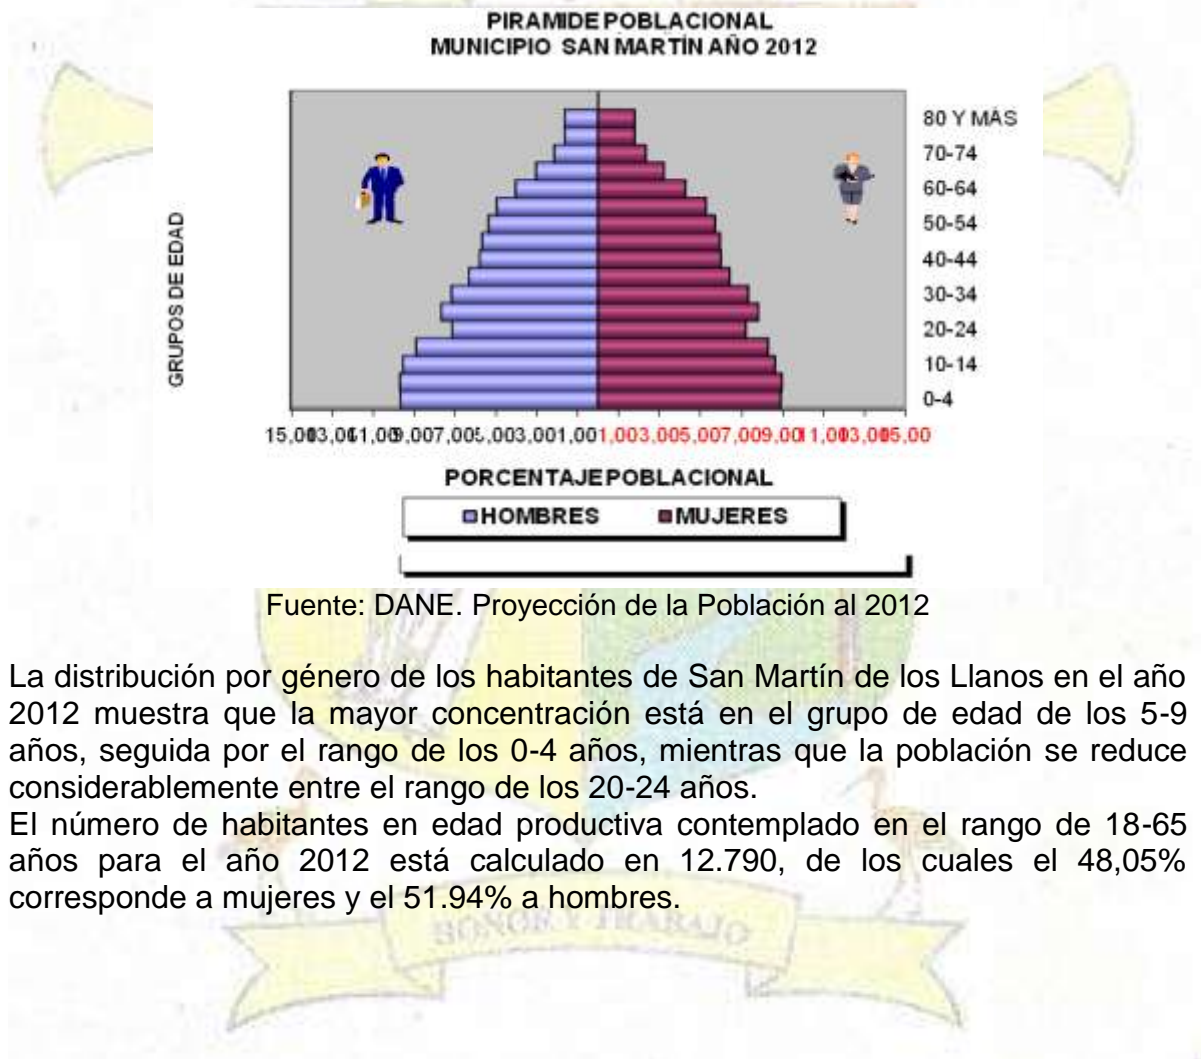 PIRAMIDE POBLACIONAL
MUNICIPIO SAN MARTÍN AÑO 2012
GRUPOS DE EDAD
80 Y MÁS
70-74
60-64
50-54
40-44
30-34
20-24
10-14
0-4
PORCENTAJE POBLACIONAL
HOMBRES MUJERES
Fuente: DANE. Proyección de la Población al 2012
La distribución por género de los habitantes de San Martín de los Llanos en el año
2012 muestra que la mayor concentración está en el grupo de edad de los 5-9
años, seguida por el rango de los 0-4 años, mientras que la población se reduce
considerablemente entre el rango de los 20-24 años.
El número de habitantes en edad productiva contemplado en el rango de 18-65
años para el año 2012 está calculado en 12.790, de los cuales el 48,05%
corresponde a mujeres y el 51.94% a hombres.
HONOR Y TRABAJO